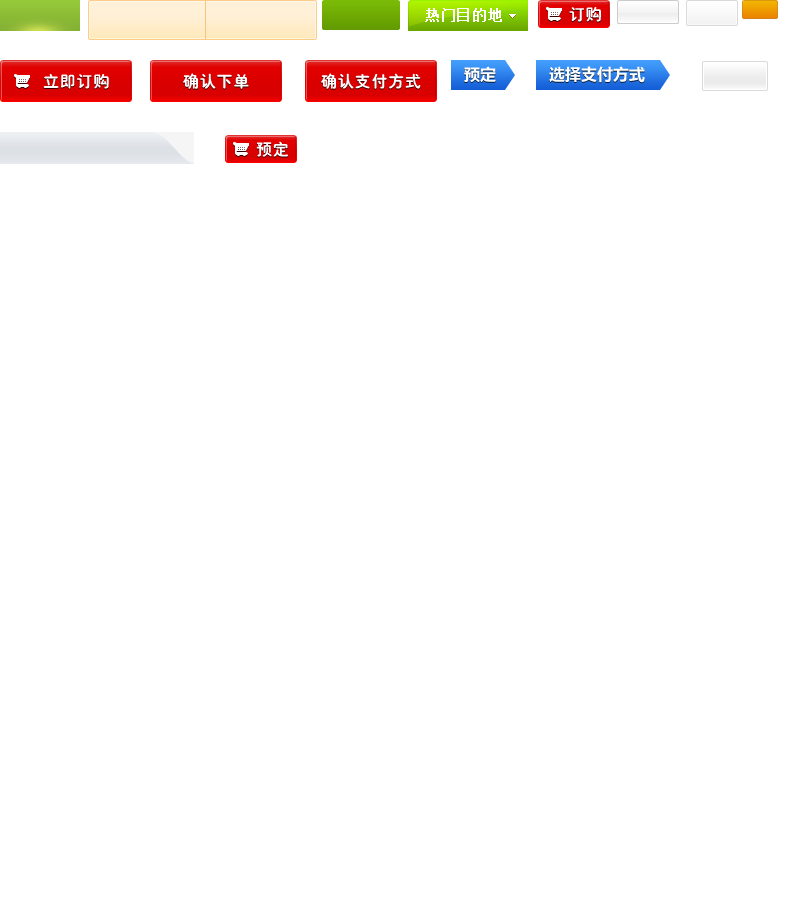 热门目的地
订购
立即订购
确认下单
确认支付方式
预定
选择支付方式
预定